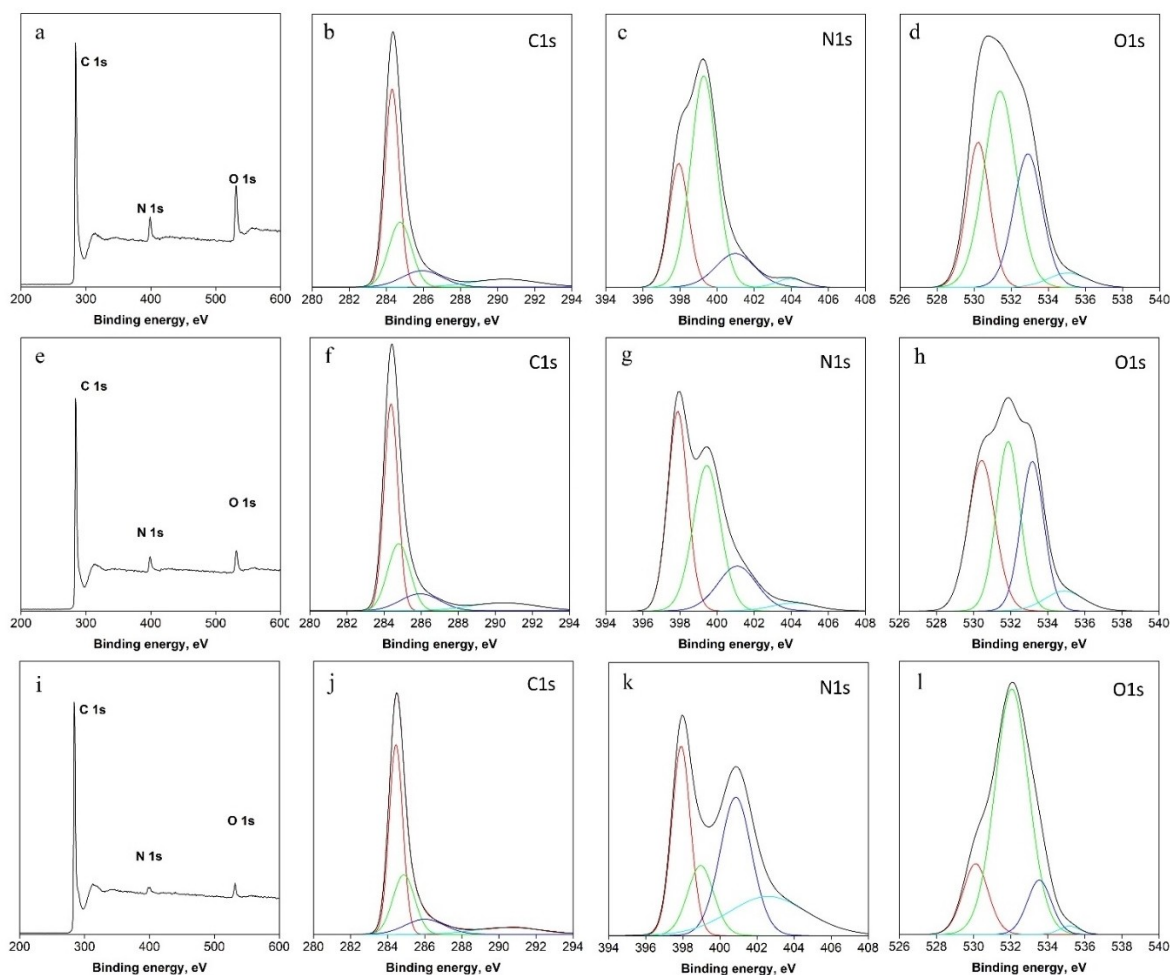 a
C 1s
N 1s
O 1s
200 300 400 500 600
Binding energy, eV
b
C1s
280 282 284 286 288 290 292 294
Binding energy, eV
c
N1s
394 396 398 400 402 404 406 408
Binding energy, eV
d
O1s
526 528 530 532 534 536 538 540
Binding energy, eV
e
C 1s
N 1s
O 1s
200 300 400 500 600
Binding energy, eV
f
C1s
280 282 284 286 288 290 292 294
Binding energy, eV
g
N1s
394 396 398 400 402 404 406 408
Binding energy, eV
h
O1s
526 528 530 532 534 536 538 540
Binding energy, eV
i
C 1s
N 1s
O 1s
200 300 400 500 600
Binding energy, eV
j
C1s
280 282 284 286 288 290 292 294
Binding energy, eV
k
N1s
394 396 398 400 402 404 406 408
Binding energy, eV
l
O1s
526 528 530 532 534 536 538 540
Binding energy, eV